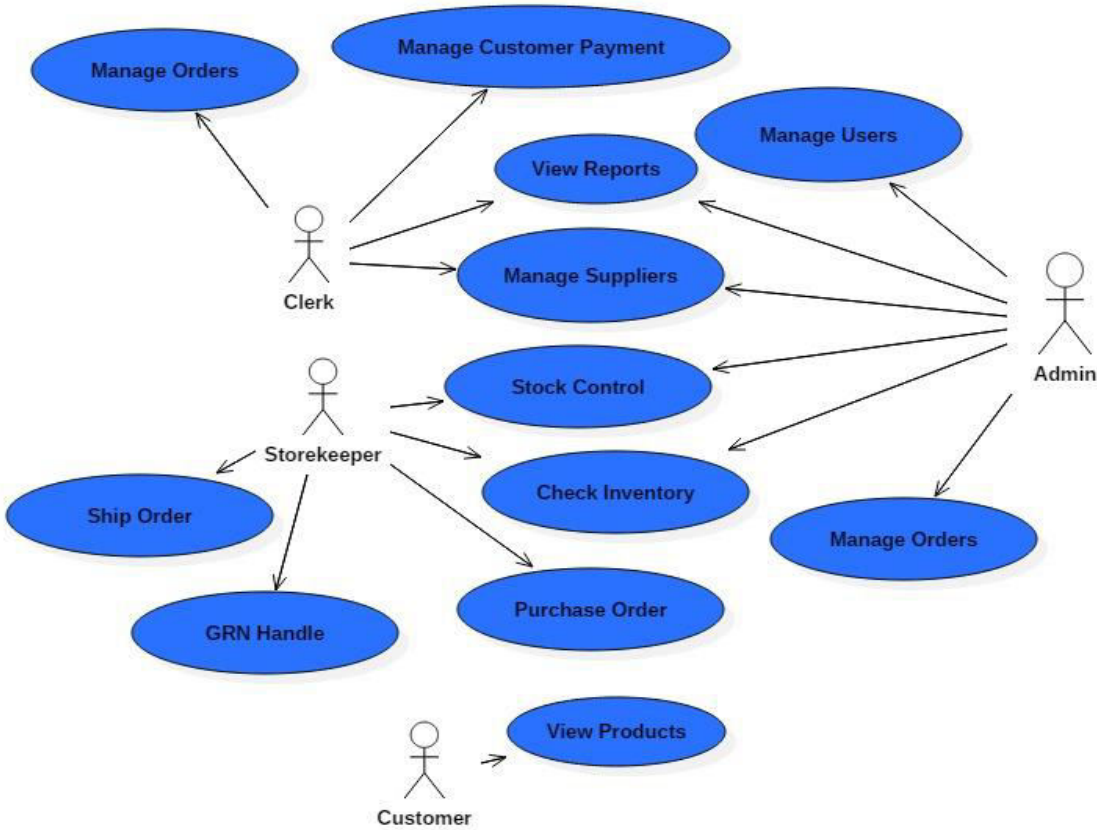 Manage Customer Payment
Manage Orders
Manage Users
View Reports
Manage Suppliers
Clerk
Admin
Stock Control
Storekeeper
Check Inventory
Ship Order
Manage Orders
Purchase Order
GRN Handle
View Products
Customer